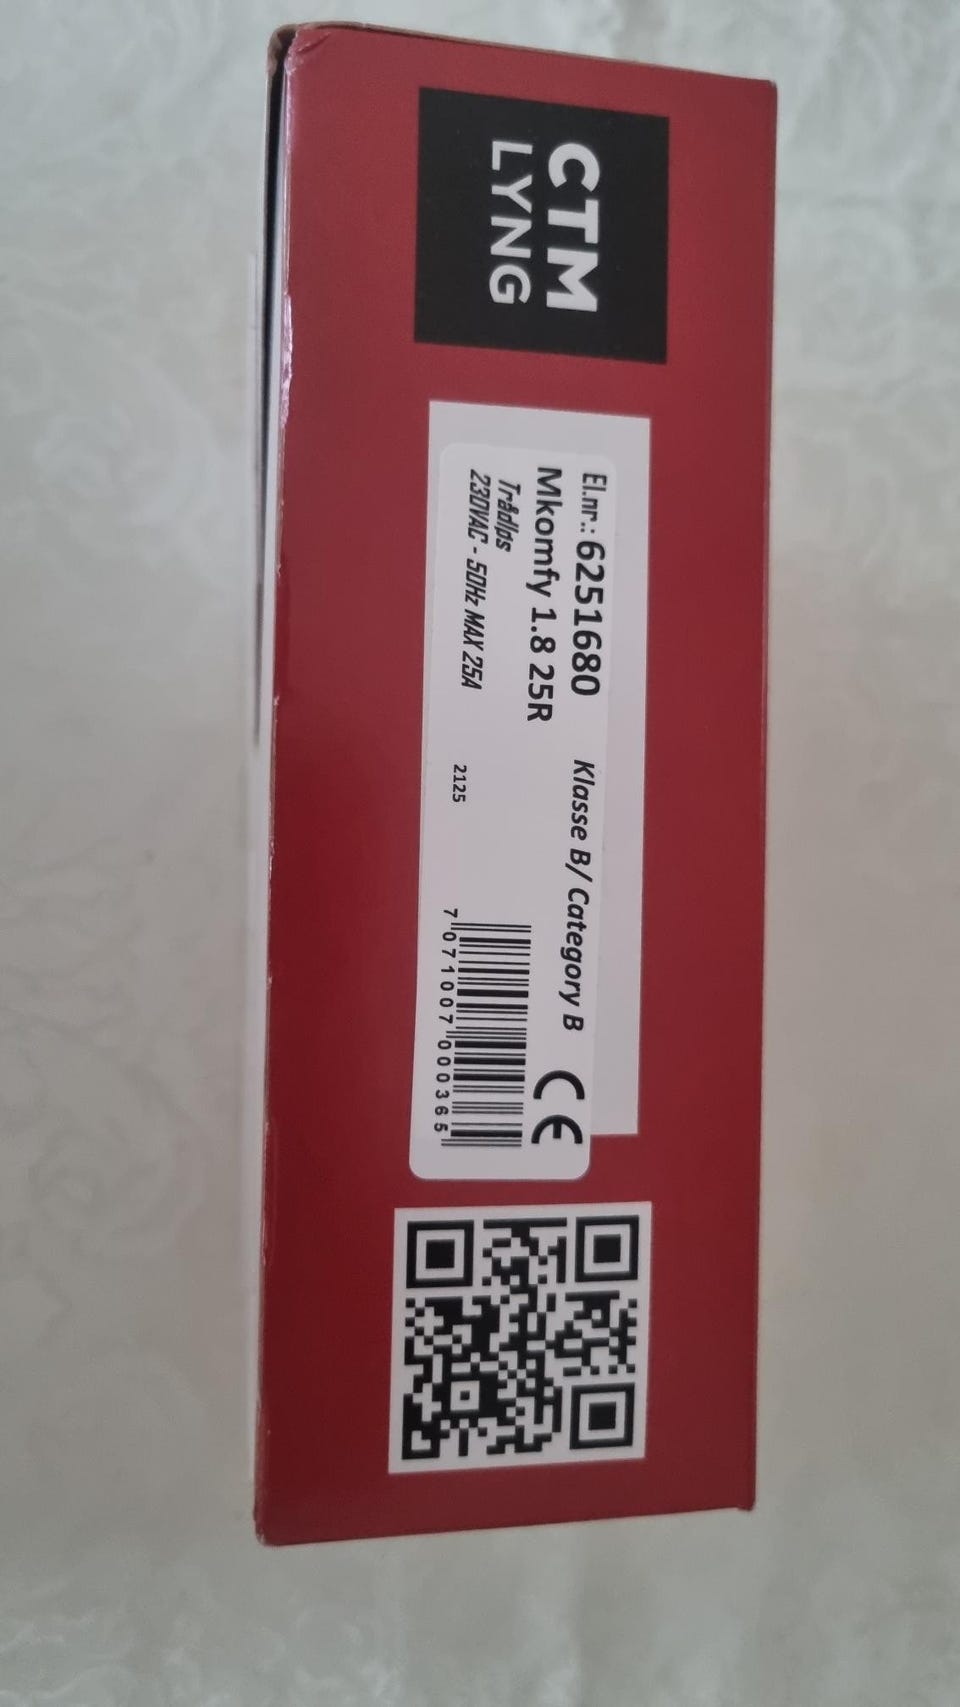 CTM
LYNG
El.nr.: 6251680 Klasse B/ Category B
Mkomfy 1.8 25R CE
Trådløs
230VAC - 50Hz MAX 25A
2125
7 071007 000365